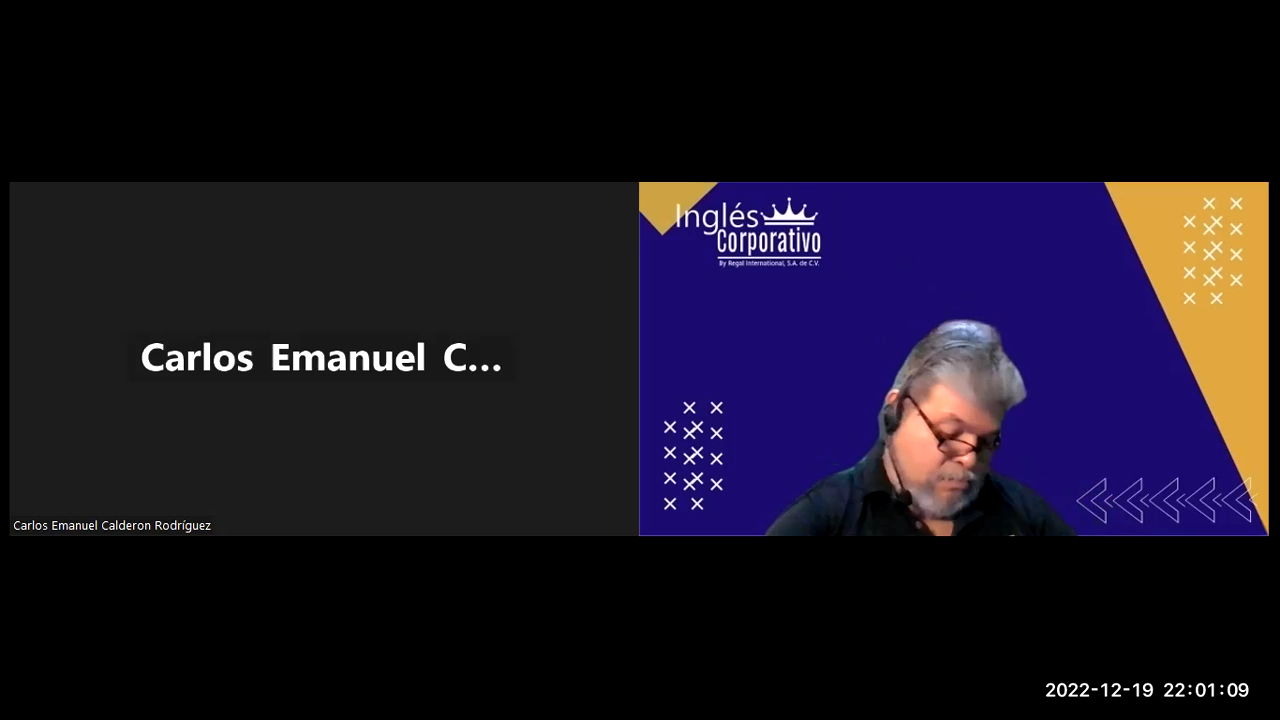 Carlos Emanuel C...
Carlos Emanuel Calderon Rodríguez
Inglés
Corporativo
By Regal International, S.A. de C.V.
2022-12-19 22:01:09